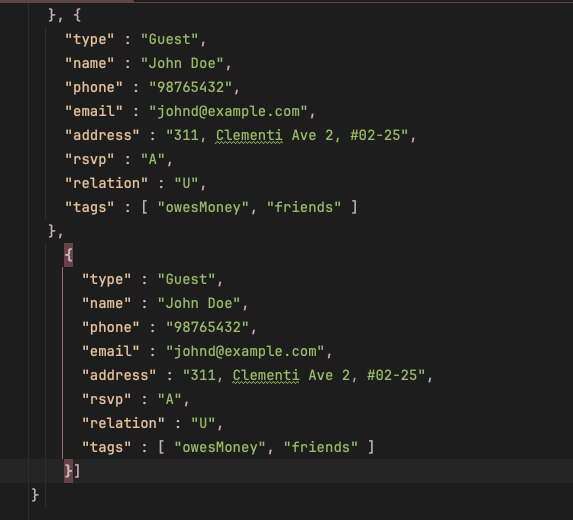 }, {
"type" : "Guest",
"name" : "John Doe",
"phone" : "98765432",
"email" : "johnd@example.com",
"address" : "311, Clementi Ave 2, #02-25",
"rsvp" : "A",
"relation" : "U",
"tags" : [ "owesMoney", "friends" ]
},
{
"type" : "Guest",
"name" : "John Doe",
"phone" : "98765432",
"email" : "johnd@example.com",
"address" : "311, Clementi Ave 2, #02-25",
"rsvp" : "A",
"relation" : "U",
"tags" : [ "owesMoney", "friends" ]
}]
}